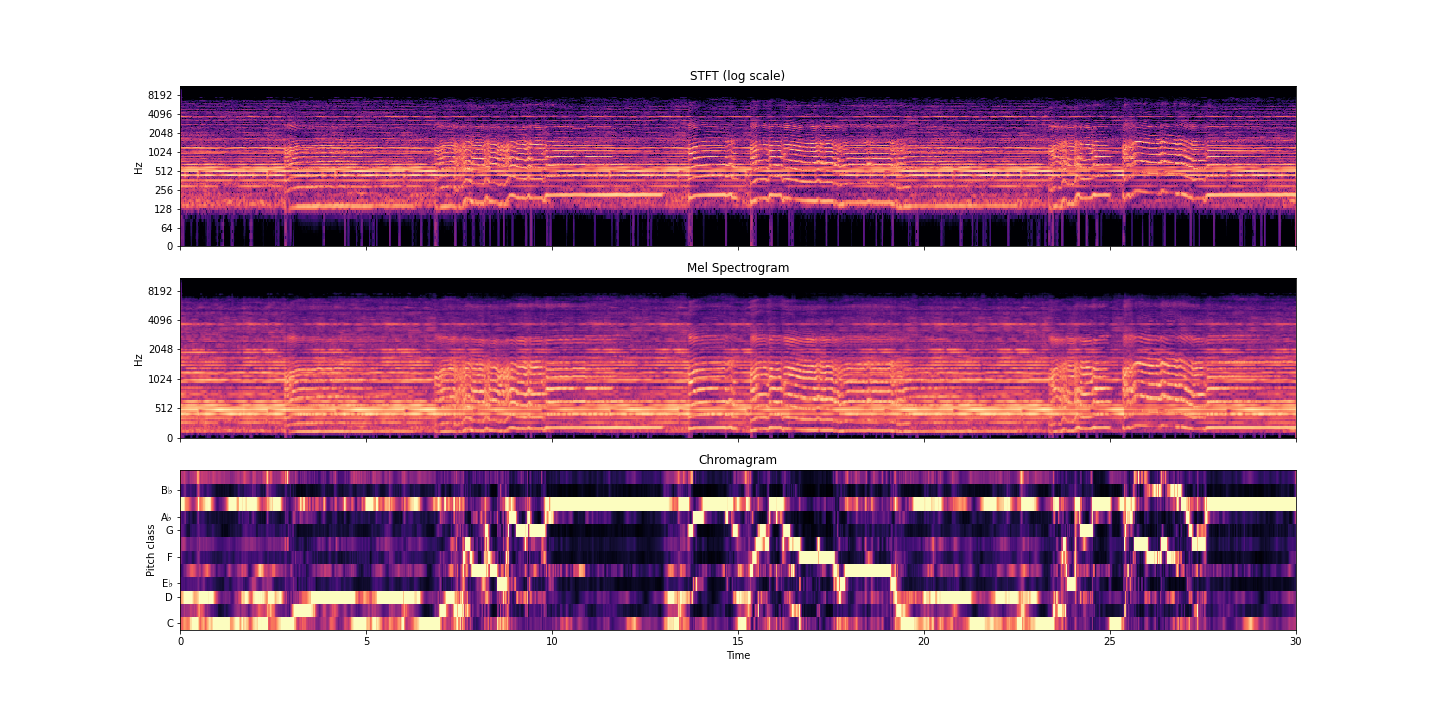 STFT (log scale)
8192
4096
2048
1024
512
256
128
64
0
Hz
Mel Spectrogram
8192
4096
2048
1024
512
0
Hz
Chromagram
B♭
A♭
G
F
E♭
D
C
Pitch class
0 5 10 15 20 25 30
Time